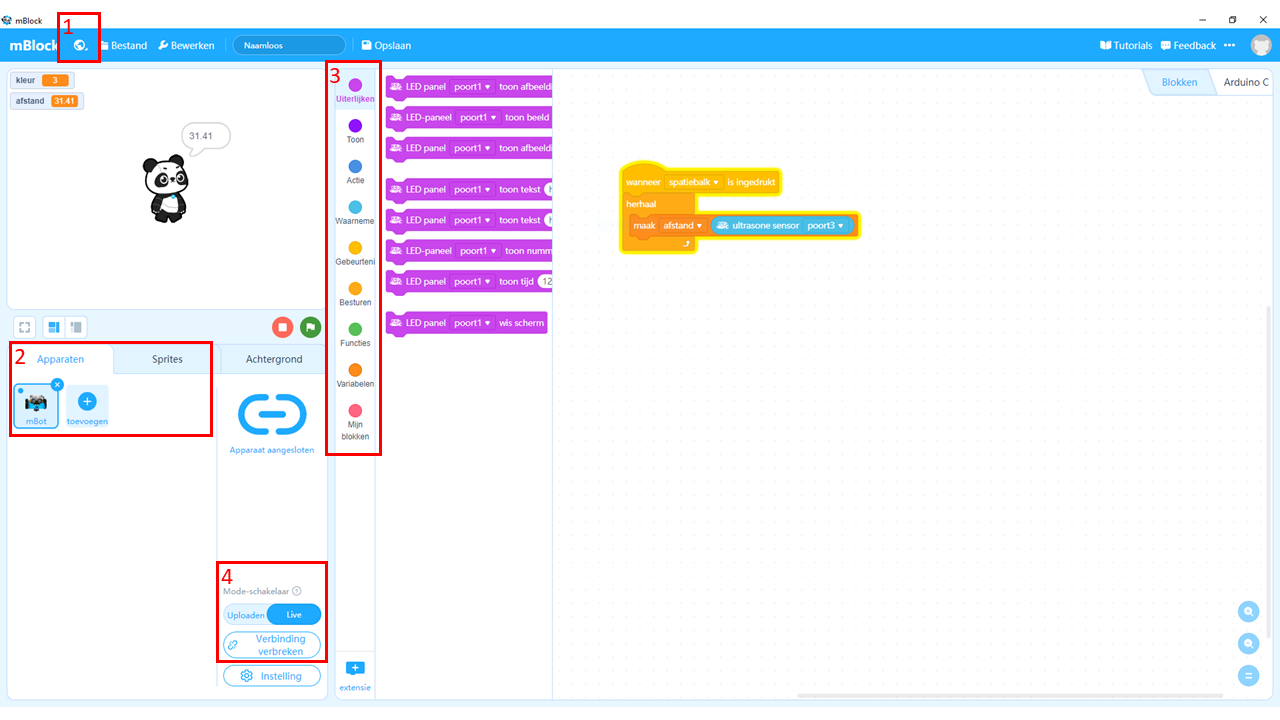 mBlock
1
mBlock
Bestand
Bewerken
Naamloos
Opslaan
Tutorials
Feedback
kleur 3
afstand 31.41
31.41
2
Apparaten
Sprites
Achtergrond
mBot
toevoegen
Apparaat aangesloten
4
Mode-schakelaar ?
Uploaden
Live
Verbinding
verbreken
Instelling
3
Uiterlijken
Toon
Actie
Waarneme
Gebeurteni
Besturen
Functies
Variabelen
Mijn
blokken
extensie
LED panel poort1 toon afbeeldi
LED-paneel poort1 toon beeld
LED panel poort1 toon afbeeldi
LED panel poort1 toon tekst h
LED panel poort1 toon tekst
LED-paneel poort1 toon numm
LED panel poort1 toon tijd 12
LED panel poort1 wis scherm
Blokken
Arduino C
wanneer spatiebalk is ingedrukt
herhaal
maak afstand ultrasone sensor poort3